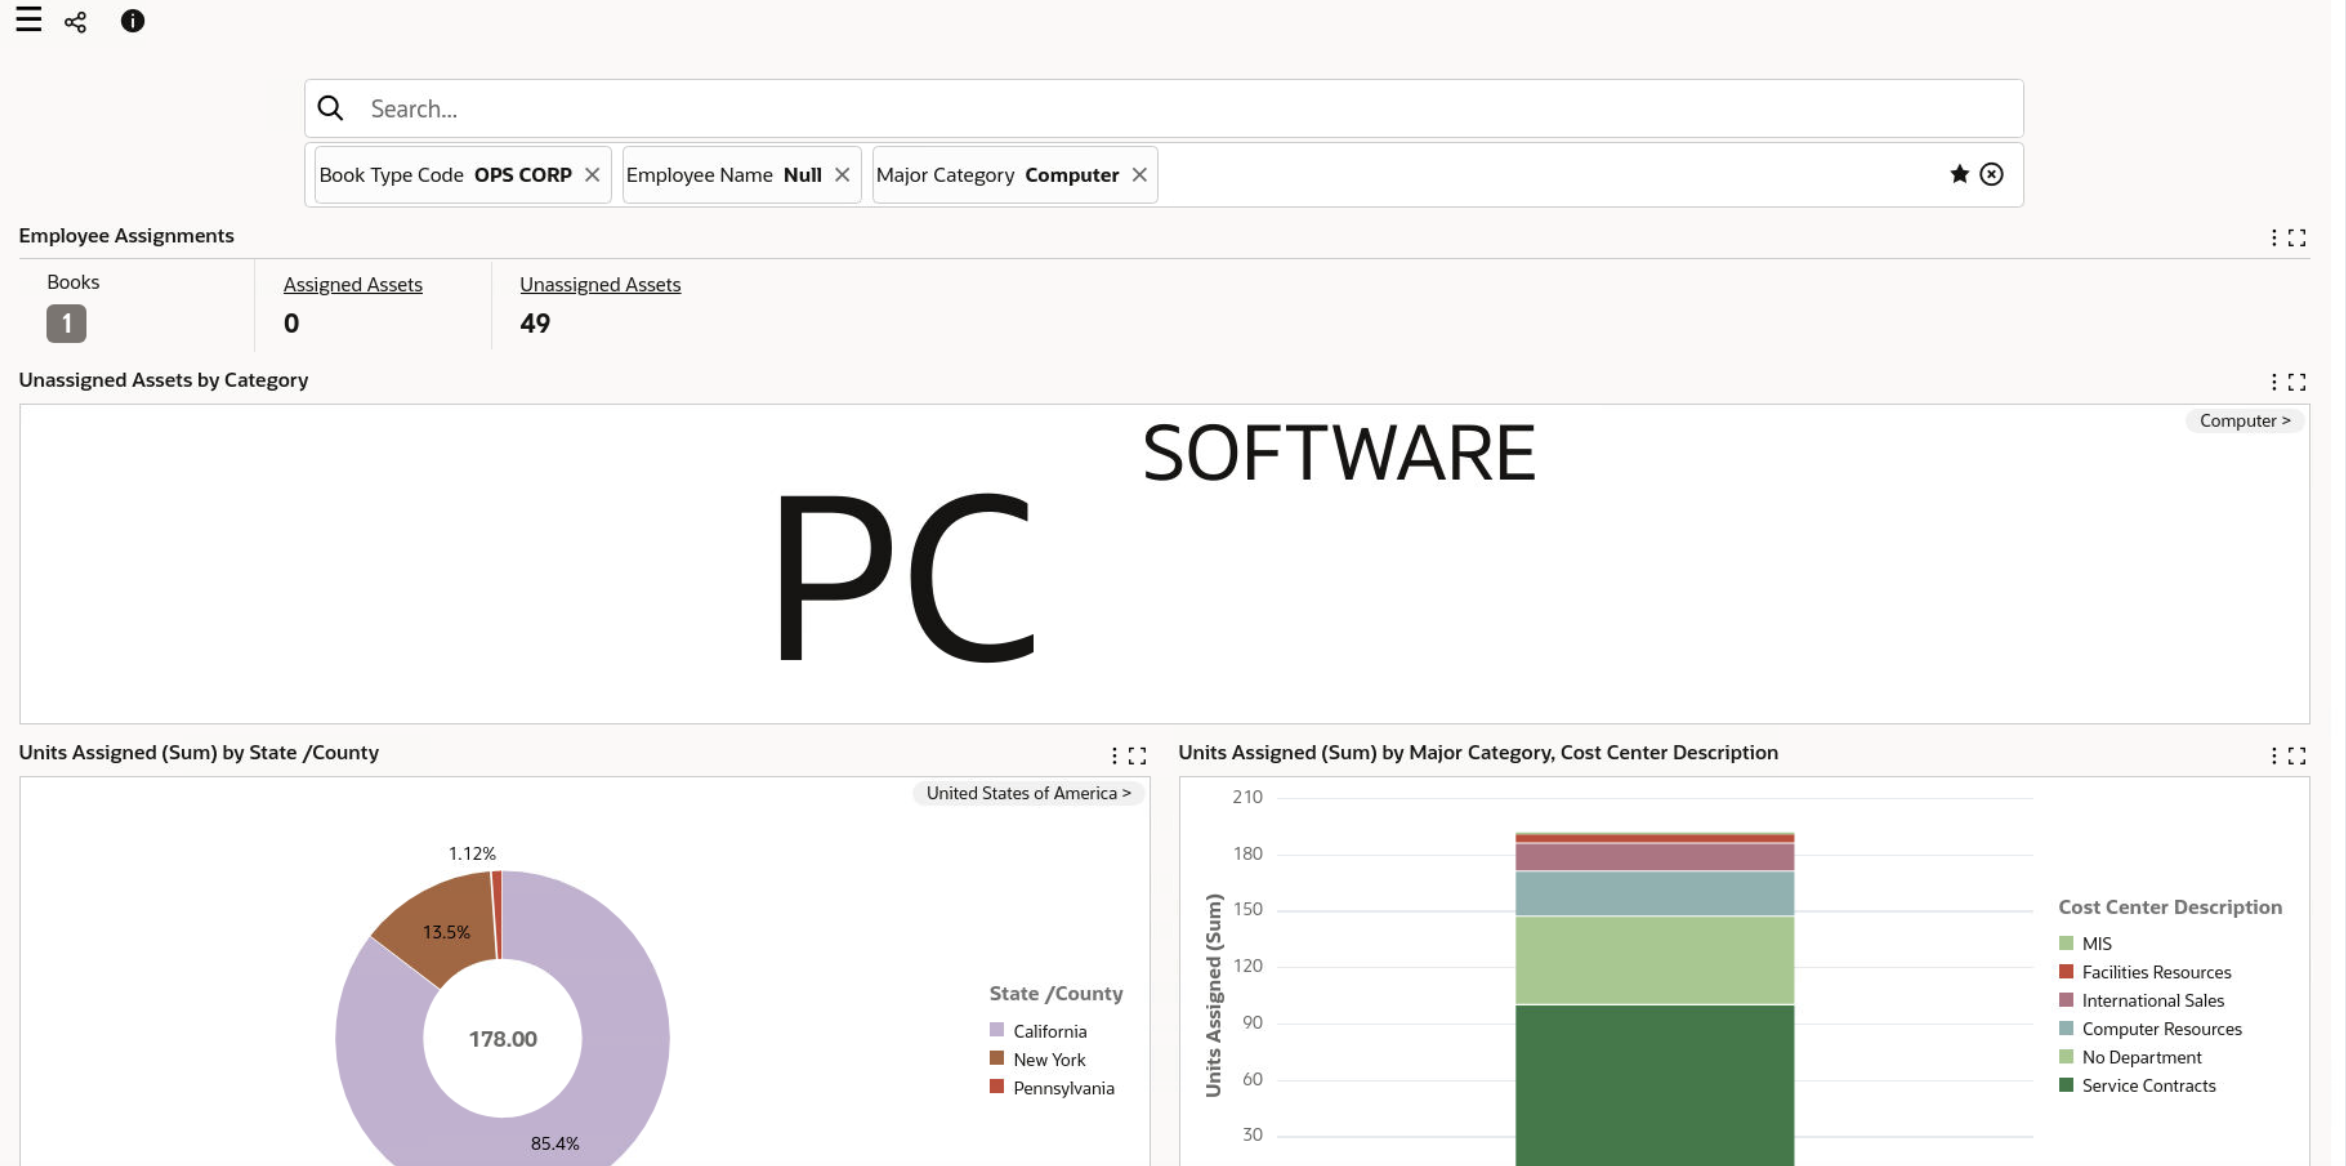 Search...
Book Type Code OPS CORP
Employee Name Null
Major Category Computer
Employee Assignments
Books
1
Assigned Assets
0
Unassigned Assets
49
Unassigned Assets by Category
Computer >
SOFTWARE
PC
Units Assigned (Sum) by State /County
United States of America >
1.12%
13.5%
178.00
85.4%
State /County
California
New York
Pennsylvania
Units Assigned (Sum) by Major Category, Cost Center Description
Units Assigned (Sum)
210
180
150
120
90
60
30
Cost Center Description
MIS
Facilities Resources
International Sales
Computer Resources
No Department
Service Contracts